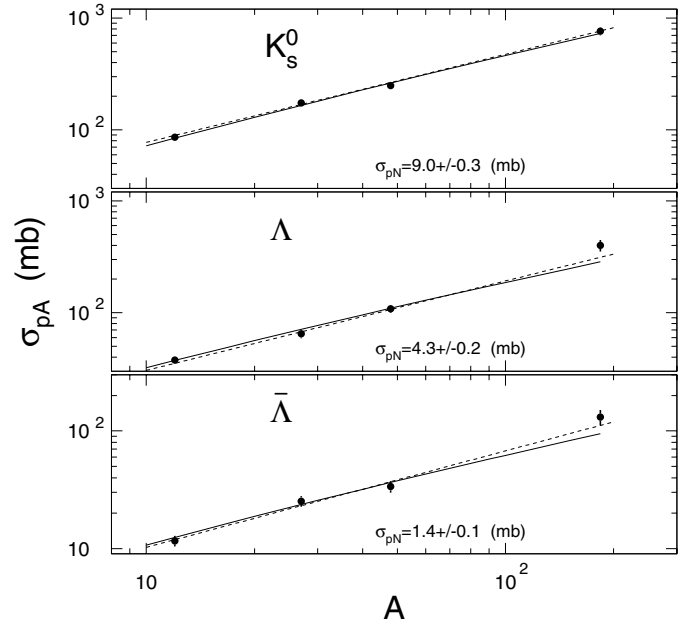 10³
K⁰ₛ
10²
σpN=9.0+/-0.3 (mb)
10³
Λ
10²
σpN=4.3+/-0.2 (mb)
σpA (mb)
Λ̄
10²
σpN=1.4+/-0.1 (mb)
10
10 10²
A